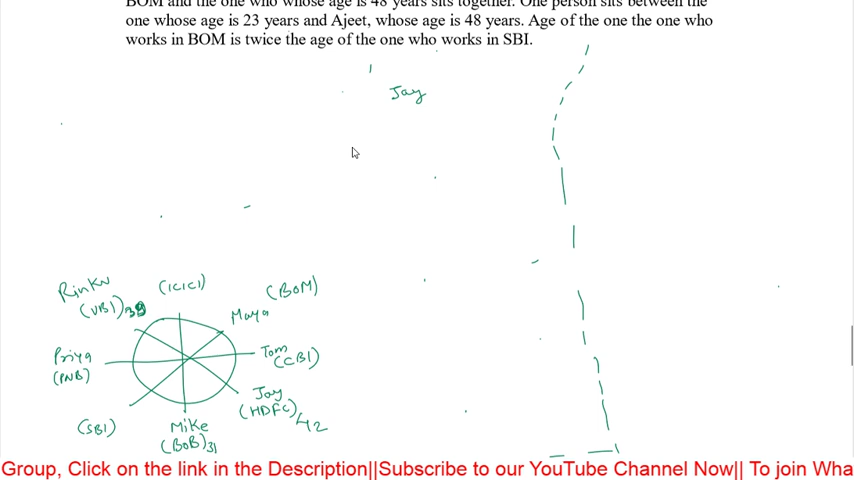 BOM and the one who whose age is 48 years sits together. One person sits between the
one whose age is 23 years and Ajeet, whose age is 48 years. Age of the one the one who
works in BOM is twice the age of the one who works in SBI.
Jay
Rinku
(UBI) 38
(ICICI)
(BOM)
Maya
Tom
(CBI)
Priya
(PNB)
Jay
(HDFC) 42
(SBI)
Mike
(BOB) 31
Group, Click on the link in the Description||Subscribe to our YouTube Channel Now|| To join Wha